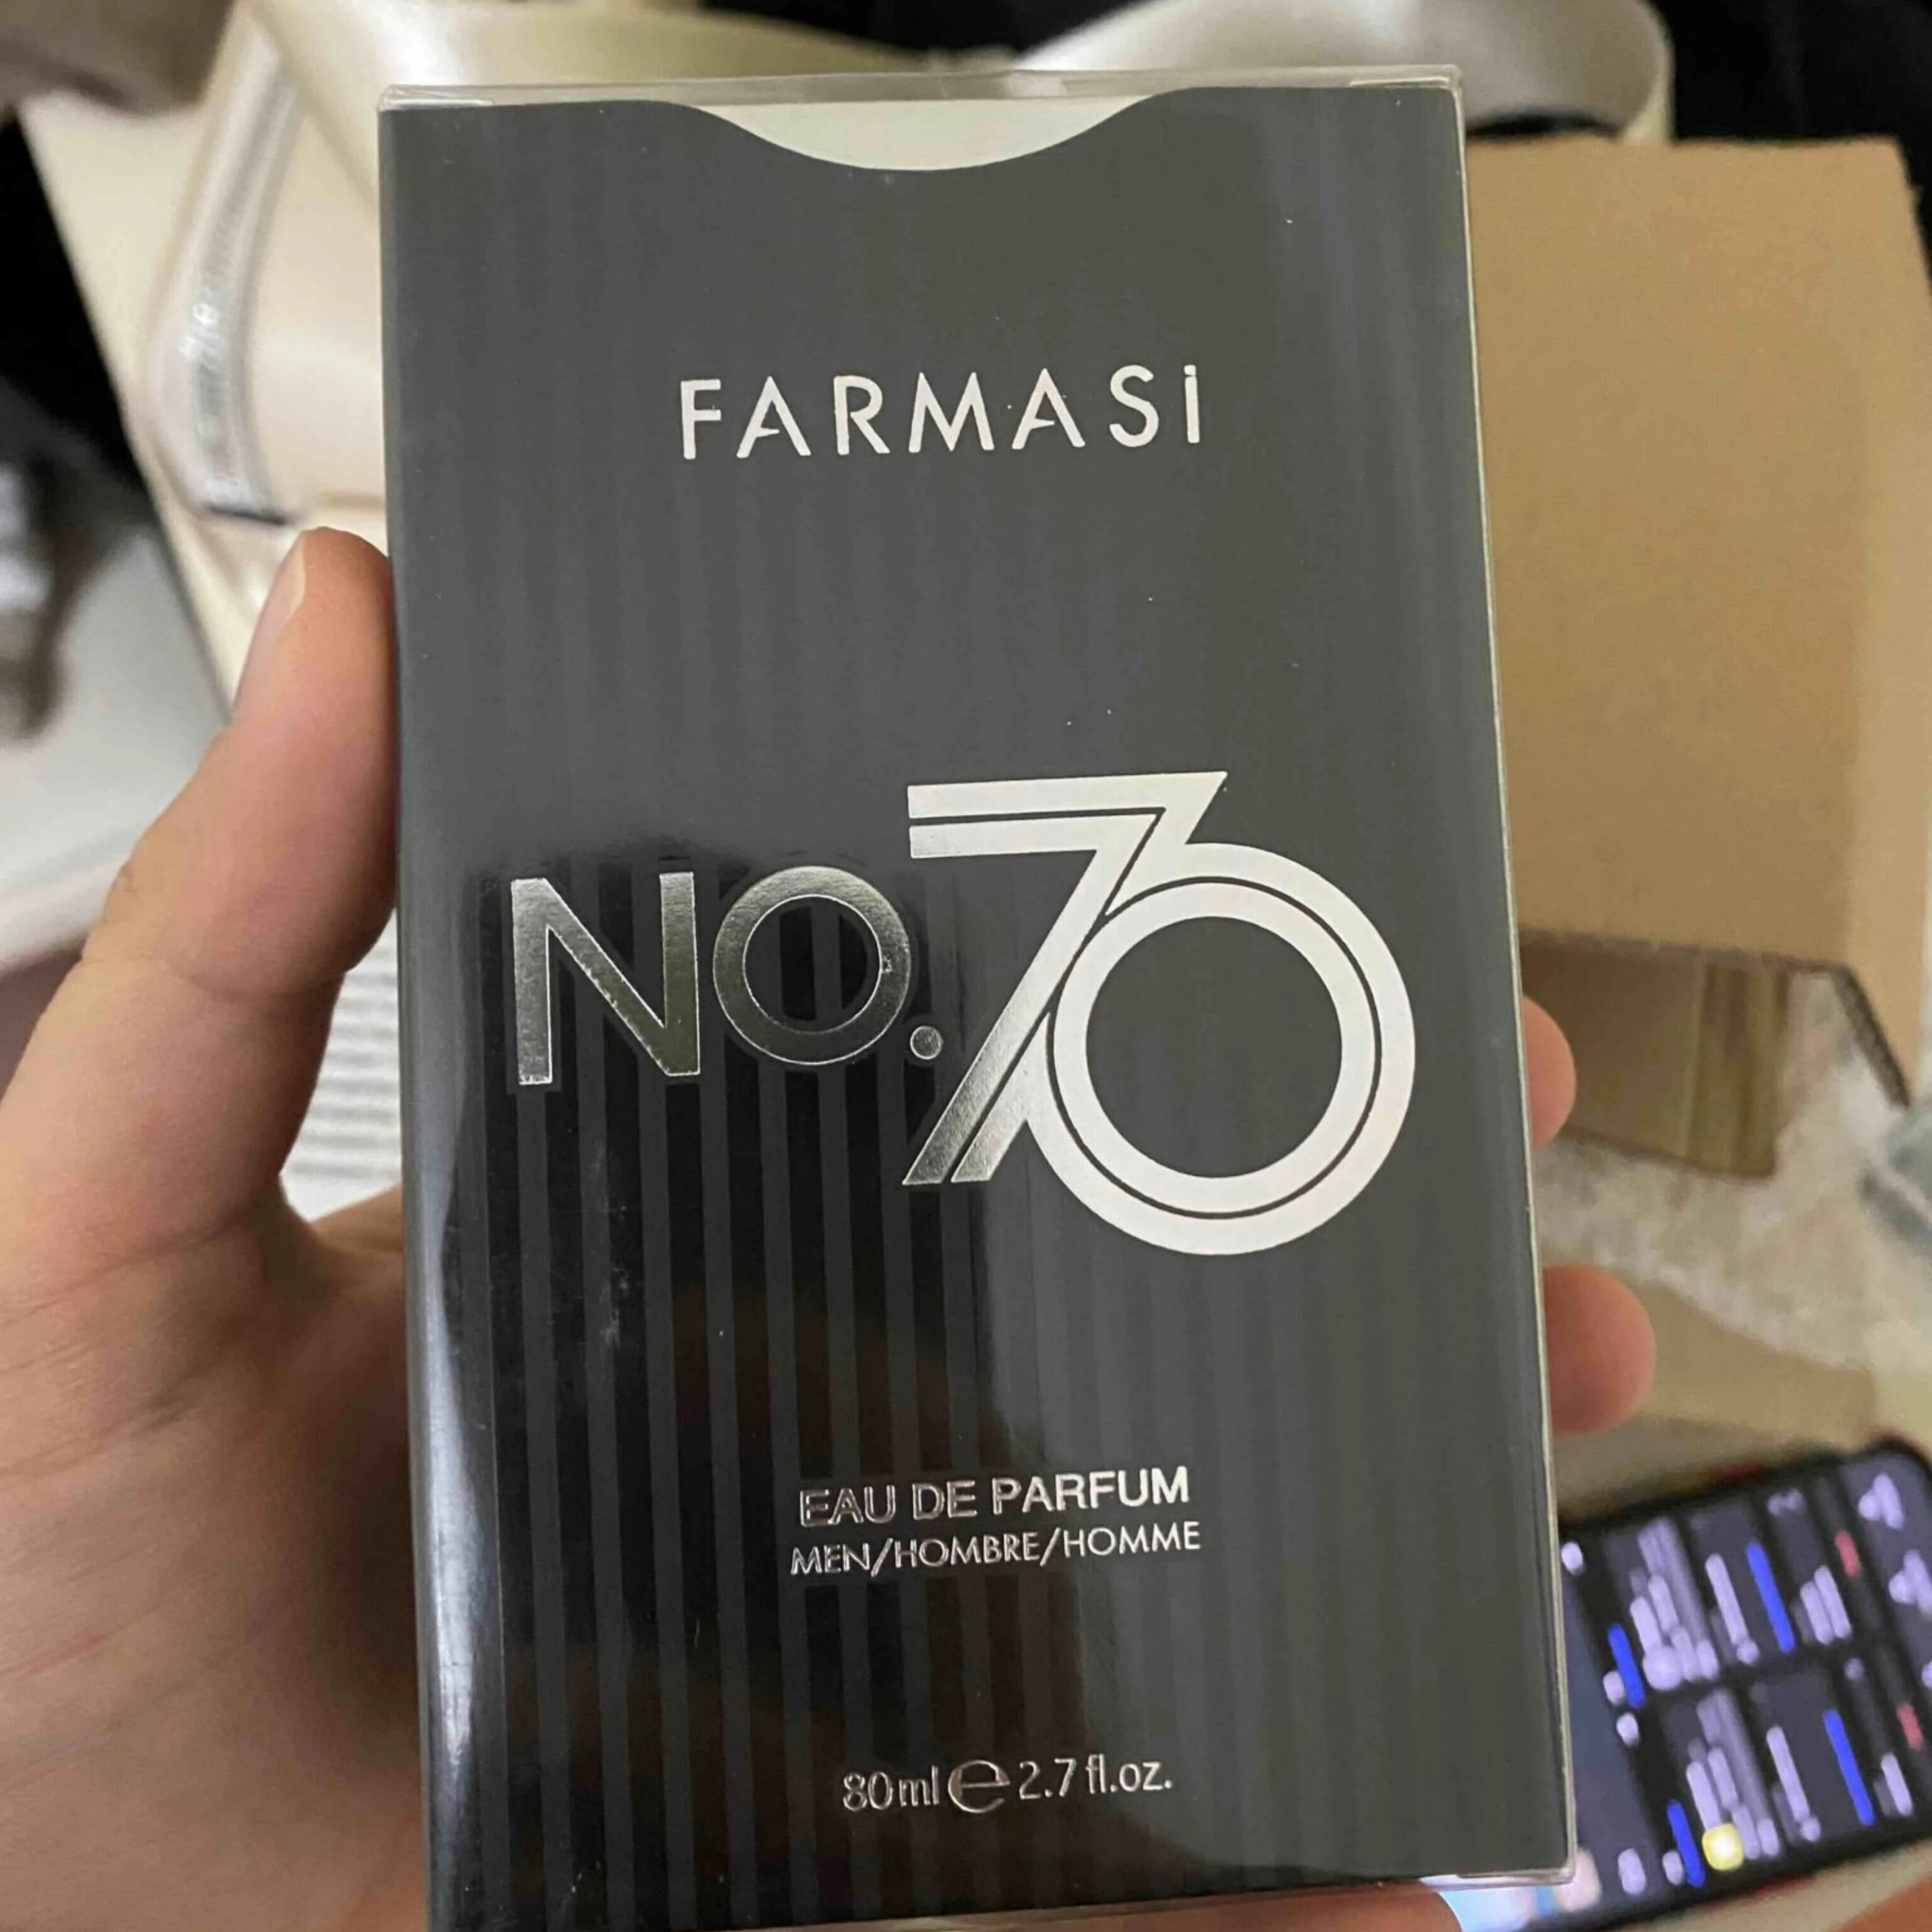 FARMASi
NO.70
EAU DE PARFUM
MEN/HOMBRE/HOMME
80ml e 2.7 fl.oz.